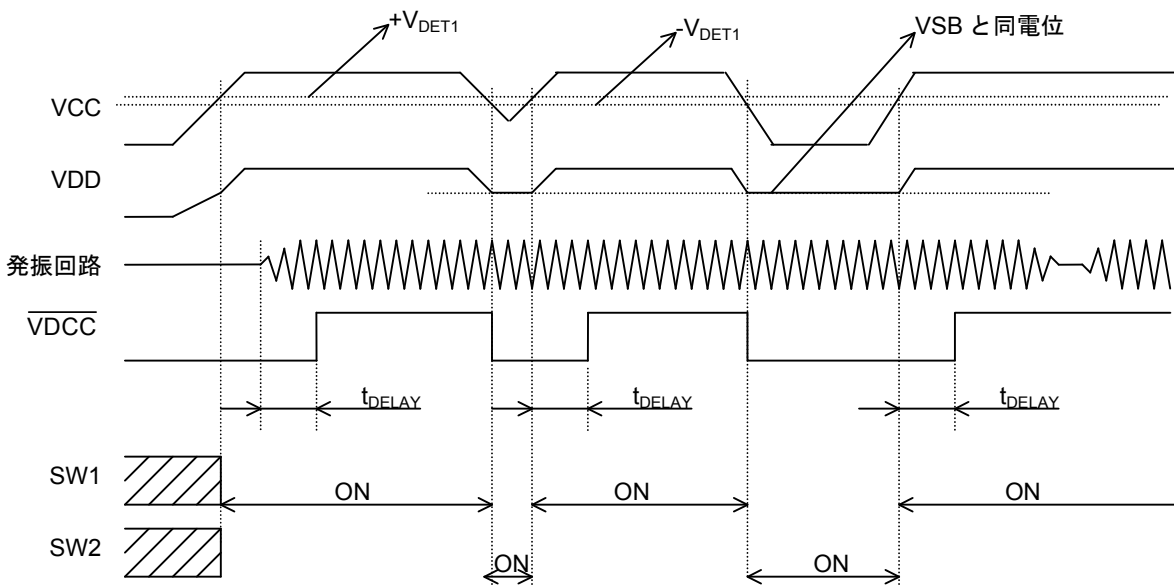 +VDET1
-VDET1
VSB と同電位
VCC
VDD
発振回路
VDCC
tDELAY
tDELAY
tDELAY
SW1
ON
ON
ON
SW2
ON
ON